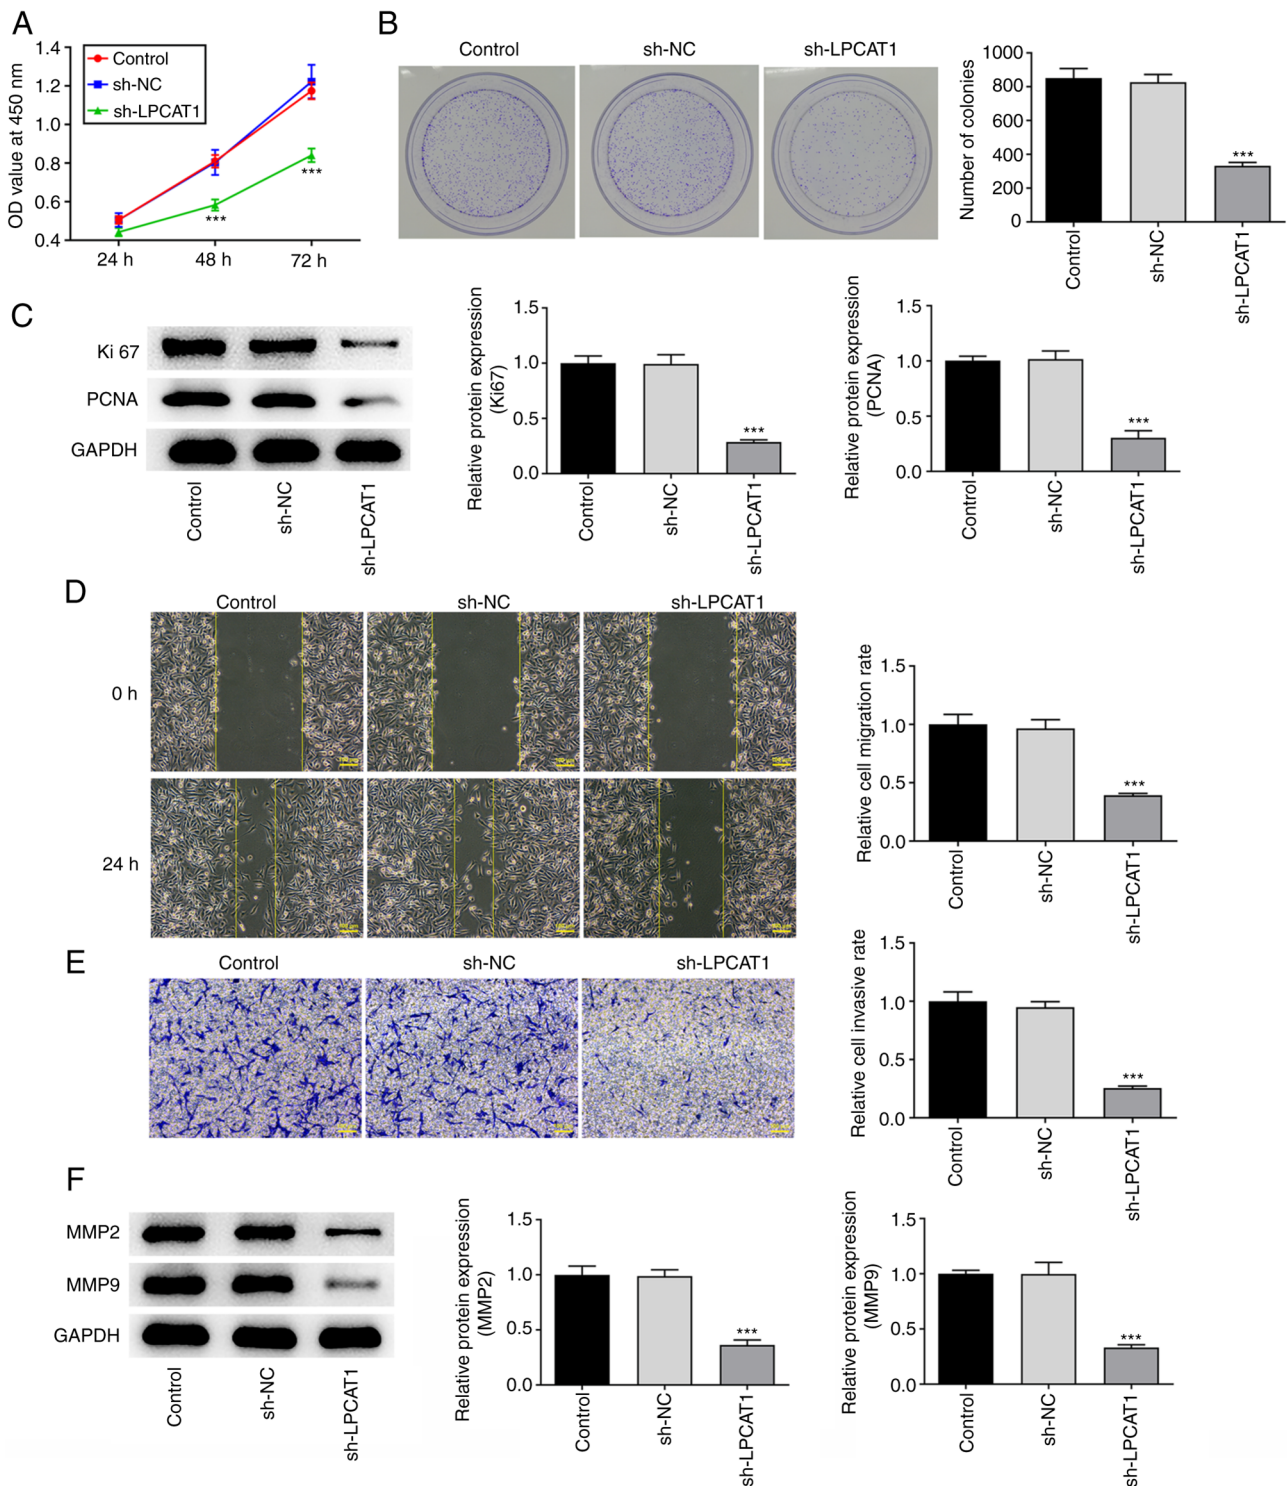 A
1.4
1.2
1.0
0.8
0.6
0.4
OD value at 450 nm
Control
sh-NC
sh-LPCAT1
***
***
24 h 48 h 72 h
B
Control sh-NC sh-LPCAT1
Number of colonies
1000
800
600
400
200
0
***
Control
sh-NC
sh-LPCAT1
C
Ki 67
PCNA
GAPDH
Control
sh-NC
sh-LPCAT1
Relative protein expression
(Ki67)
1.5
1.0
0.5
0.0
***
Control
sh-NC
sh-LPCAT1
Relative protein expression
(PCNA)
1.5
1.0
0.5
0.0
***
Control
sh-NC
sh-LPCAT1
D
Control sh-NC sh-LPCAT1
0 h
24 h
Relative cell migration rate
1.5
1.0
0.5
0.0
***
Control
sh-NC
sh-LPCAT1
E
Control sh-NC sh-LPCAT1
Relative cell invasive rate
1.5
1.0
0.5
0.0
***
Control
sh-NC
sh-LPCAT1
F
MMP2
MMP9
GAPDH
Control
sh-NC
sh-LPCAT1
Relative protein expression
(MMP2)
1.5
1.0
0.5
0.0
***
Control
sh-NC
sh-LPCAT1
Relative protein expression
(MMP9)
1.5
1.0
0.5
0.0
***
Control
sh-NC
sh-LPCAT1